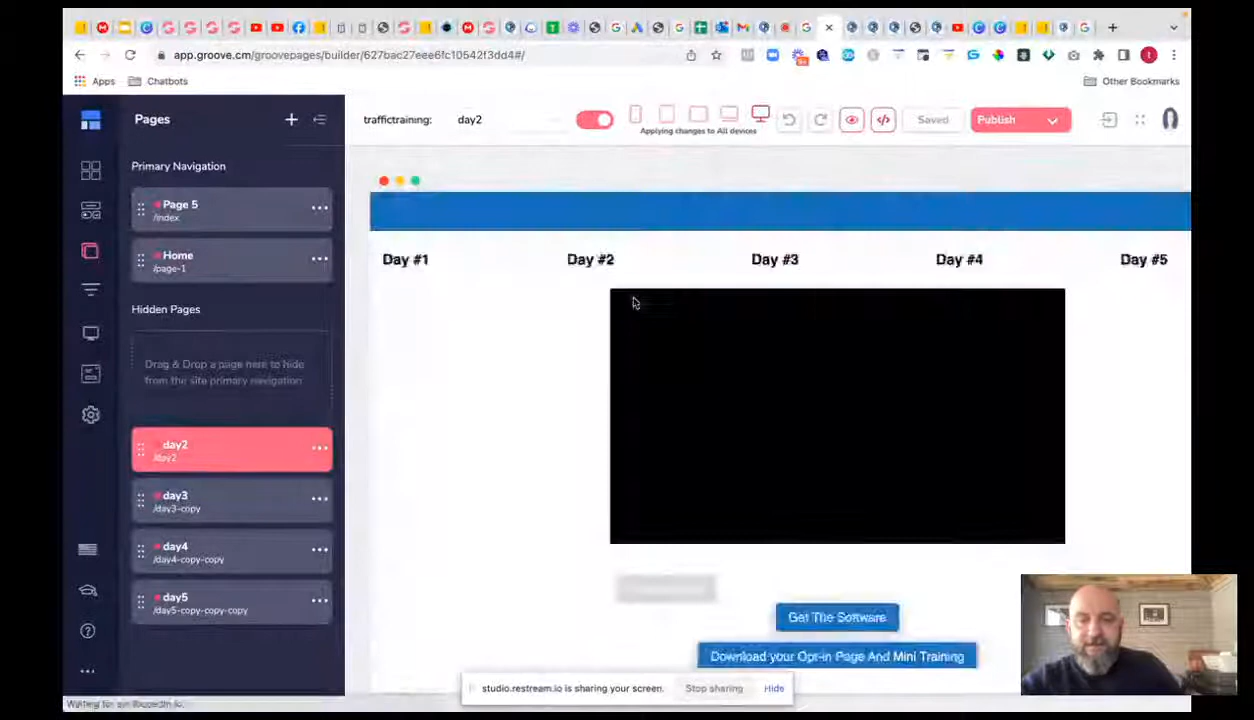 app.groove.cm/groovepages/builder/627bac27eee6fc10542f3dd4#/
Apps
Chatbots
Other Bookmarks
Pages
traffictraining:
day2
Applying changes to All devices
Saved
Publish
Primary Navigation
Page 5
/index
Home
/page-1
Hidden Pages
Drag & Drop a page here to hide
from the site primary navigation
day2
/day2
day3
/day3-copy
day4
/day4-copy-copy
day5
/day5-copy-copy-copy
Day #1
Day #2
Day #3
Day #4
Day #5
Get The Software
Download your Opt-in Page And Mini Training
studio.restream.io is sharing your screen.
Stop sharing
Hide
Waiting for